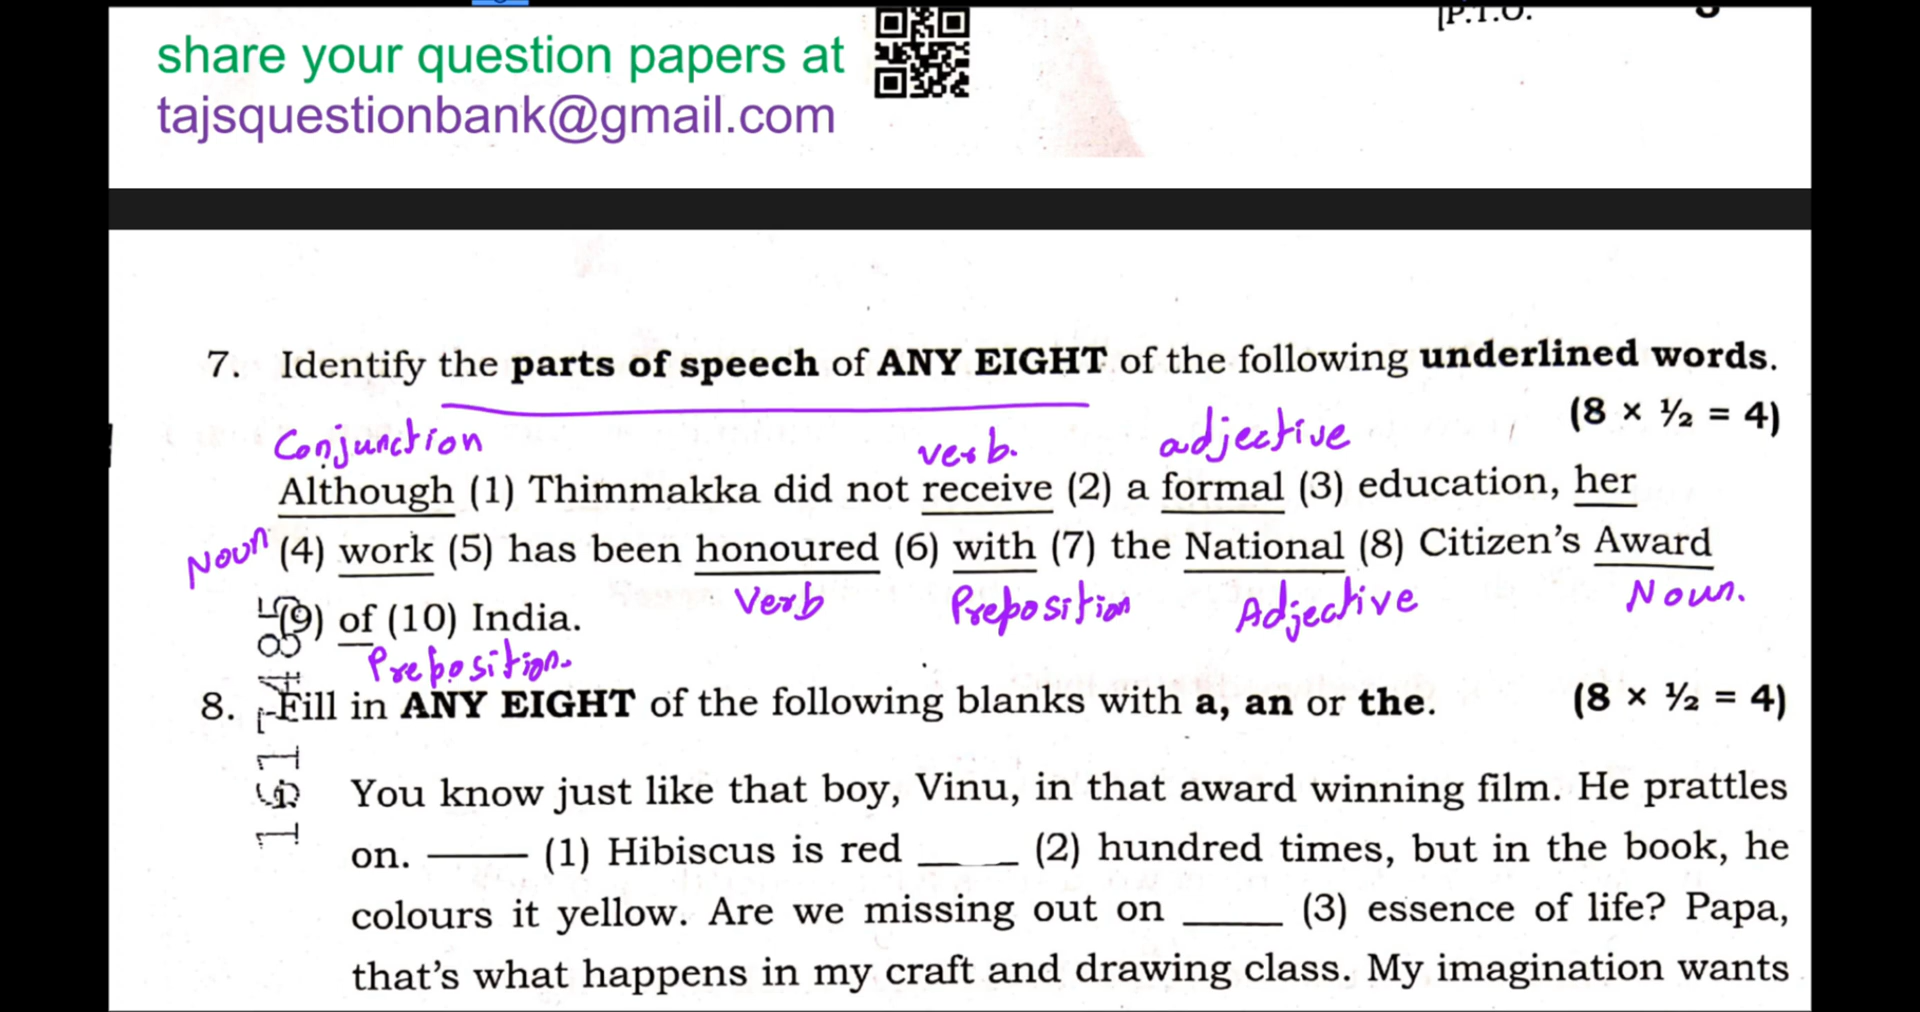 [P.T.O.
share your question papers at
tajsquestionbank@gmail.com
7. Identify the parts of speech of ANY EIGHT of the following underlined words.
(8 × ½ = 4)
Conjunction verb. adjective
Although (1) Thimmakka did not receive (2) a formal (3) education, her
Noun (4) work (5) has been honoured (6) with (7) the National (8) Citizen's Award
Verb Preposition Adjective Noun.
(9) of (10) India.
Preposition.
8. Fill in ANY EIGHT of the following blanks with a, an or the. (8 × ½ = 4)
You know just like that boy, Vinu, in that award winning film. He prattles
on. ____ (1) Hibiscus is red ____ (2) hundred times, but in the book, he
colours it yellow. Are we missing out on ____ (3) essence of life? Papa,
that's what happens in my craft and drawing class. My imagination wants